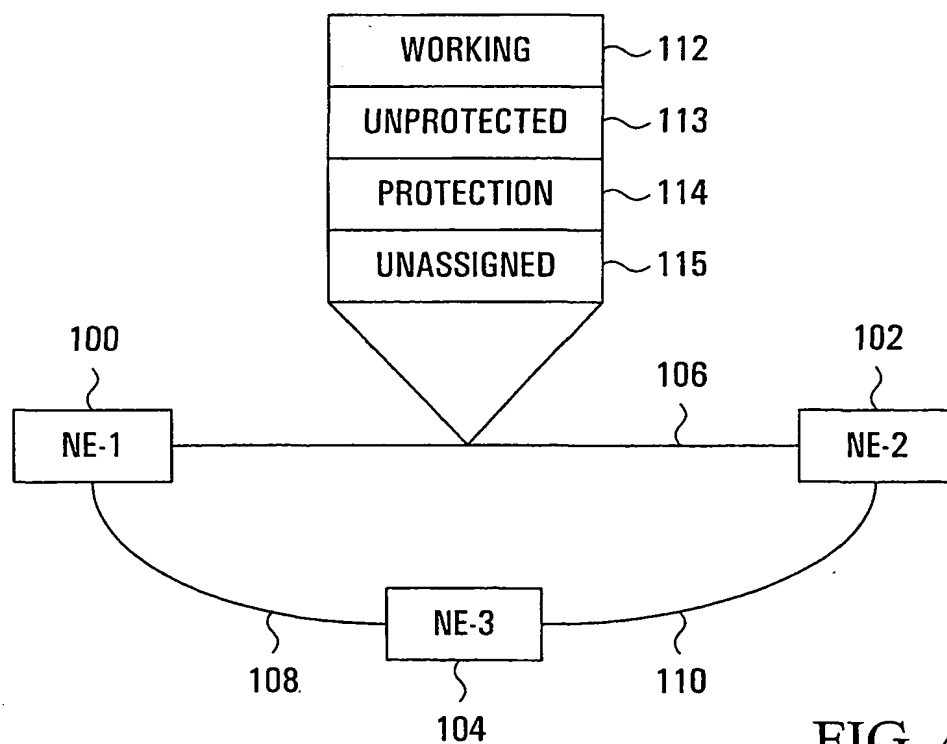 WORKING 112
UNPROTECTED 113
PROTECTION 114
UNASSIGNED 115
100 102
106
NE-1 NE-2
NE-3
108 110
104
FIG.